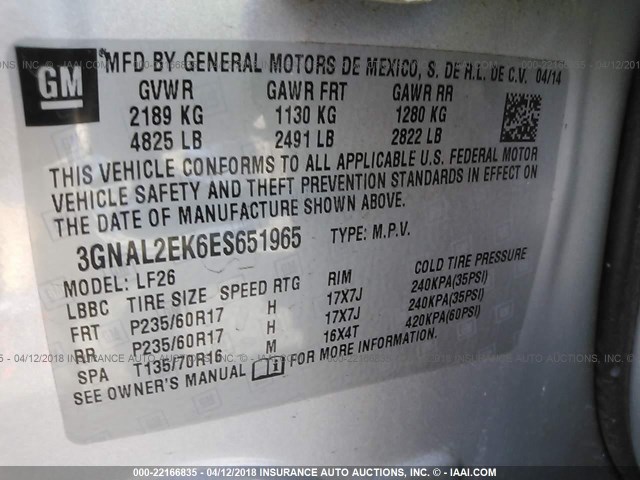 GM
MFD BY GENERAL MOTORS DE MEXICO, S. DE R.L. DE C.V. 04/14
GVWR GAWR FRT GAWR RR
2189 KG 1130 KG 1280 KG
4825 LB 2491 LB 2822 LB
THIS VEHICLE CONFORMS TO ALL APPLICABLE U.S. FEDERAL MOTOR
VEHICLE SAFETY AND THEFT PREVENTION STANDARDS IN EFFECT ON
THE DATE OF MANUFACTURE SHOWN ABOVE.
3GNAL2EK6ES651965 TYPE: M.P.V.
MODEL: LF26
LBBC TIRE SIZE SPEED RTG RIM COLD TIRE PRESSURE
FRT P235/60R17 H 17X7J 240KPA(35PSI)
RR P235/60R17 H 17X7J 240KPA(35PSI)
SPA T135/70R16 M 16X4T 420KPA(60PSI)
SEE OWNER'S MANUAL FOR MORE INFORMATION.
000-22166835 - 04/12/2018 INSURANCE AUTO AUCTIONS, INC. - IAAI.COM